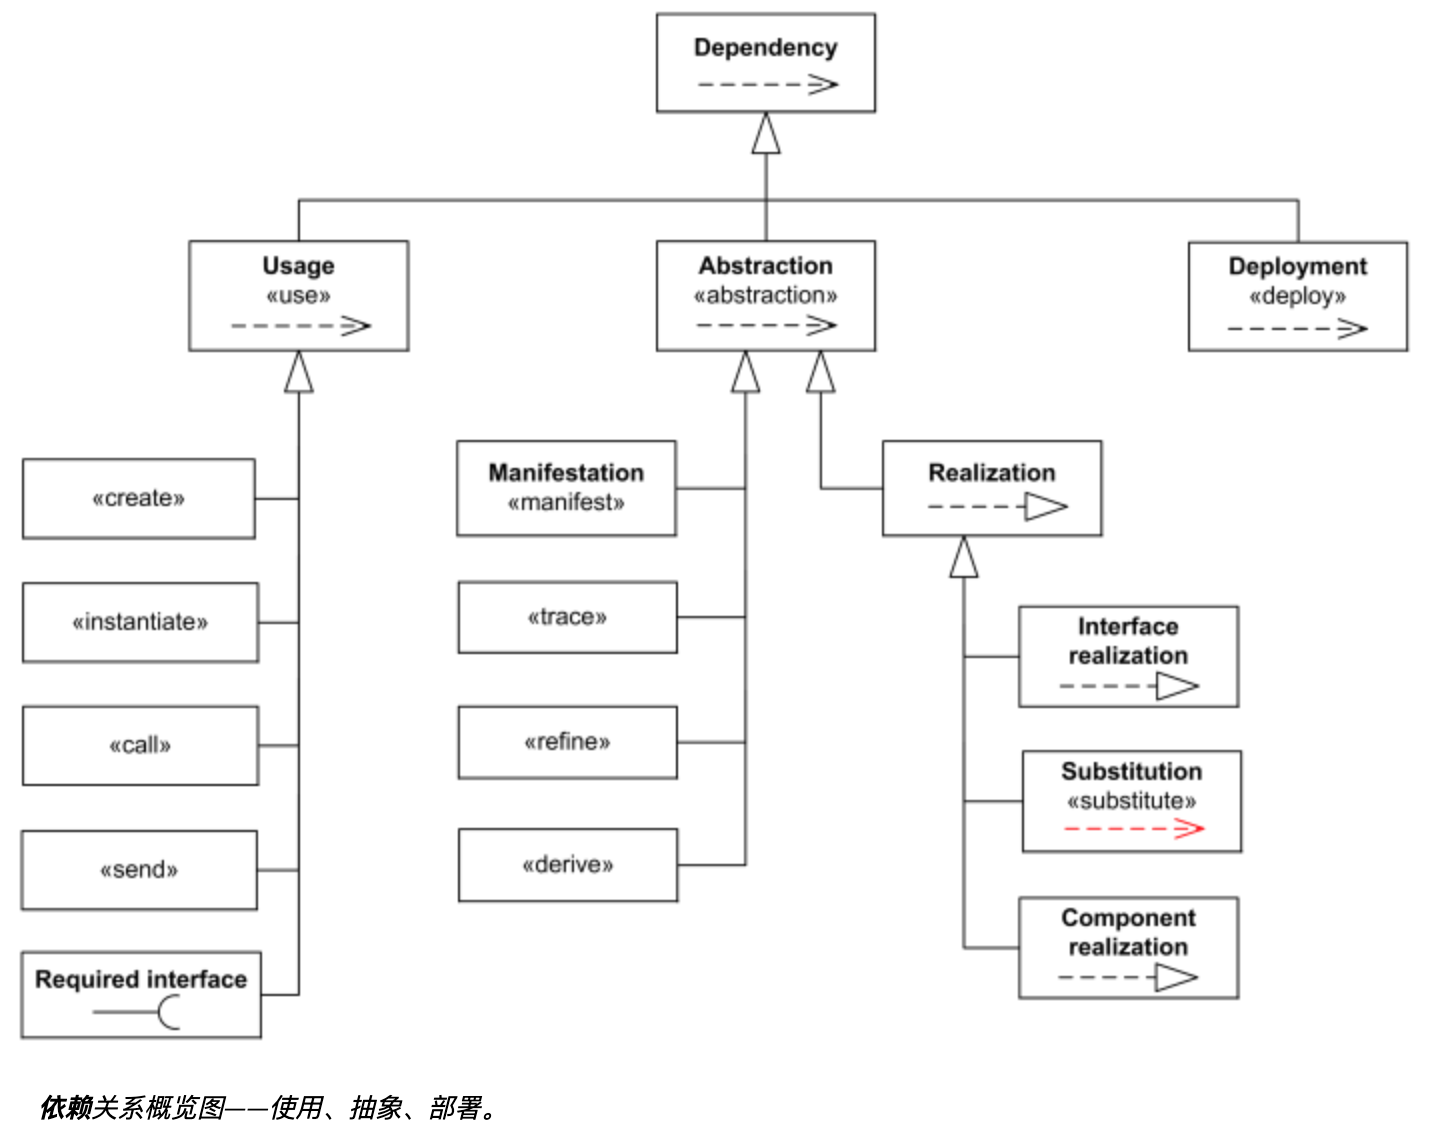 Dependency
Usage
«use»
Abstraction
«abstraction»
Deployment
«deploy»
«create»
«instantiate»
«call»
«send»
Required interface
Manifestation
«manifest»
«trace»
«refine»
«derive»
Realization
Interface
realization
Substitution
«substitute»
Component
realization
依赖关系概览图——使用、抽象、部署。